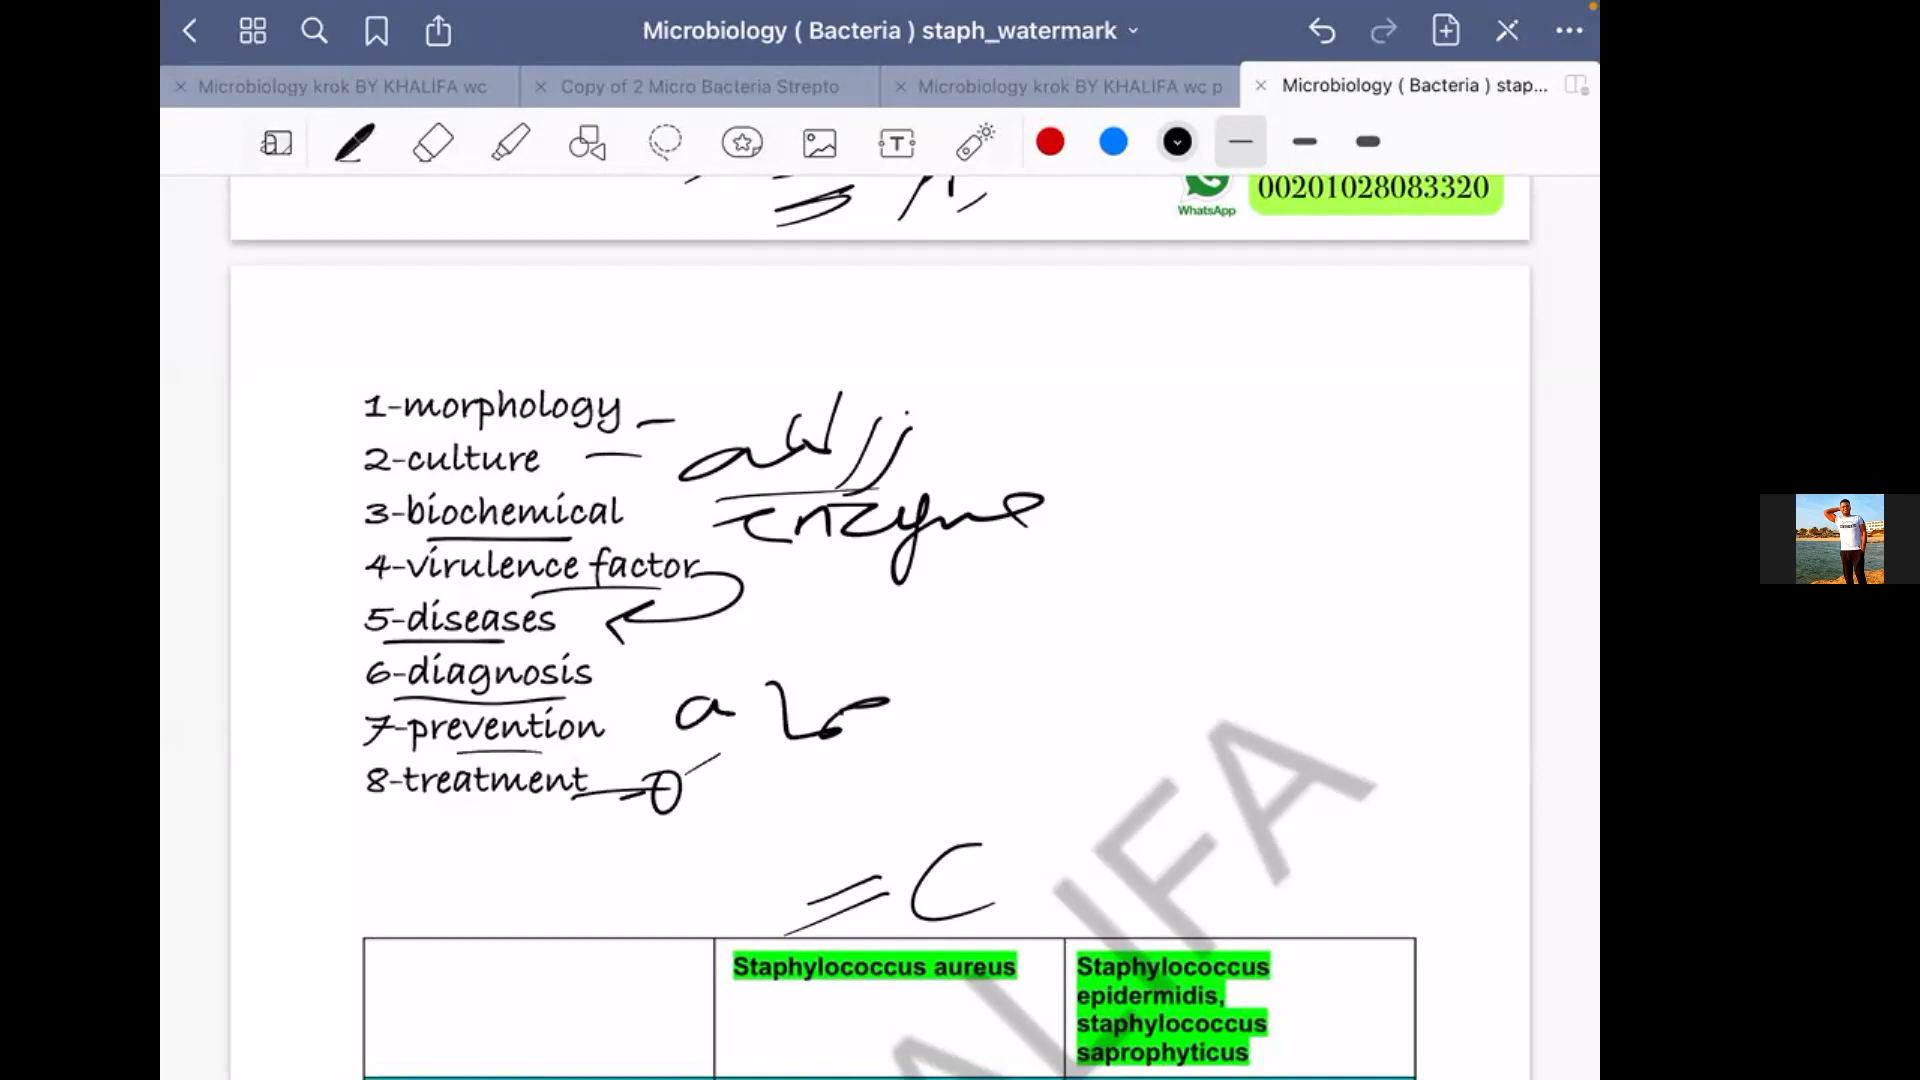 Microbiology ( Bacteria ) staph_watermark
Microbiology krok BY KHALIFA wc
Copy of 2 Micro Bacteria Strepto
Microbiology krok BY KHALIFA wc p
Microbiology ( Bacteria ) stap...
WhatsApp
00201028083320
1-morphology
2-culture
3-biochemical
enzyme
4-virulence factor
5-diseases
6-diagnosis
7-prevention
8-treatment
Staphylococcus aureus
Staphylococcus
epidermidis,
staphylococcus
saprophyticus
ALIFA